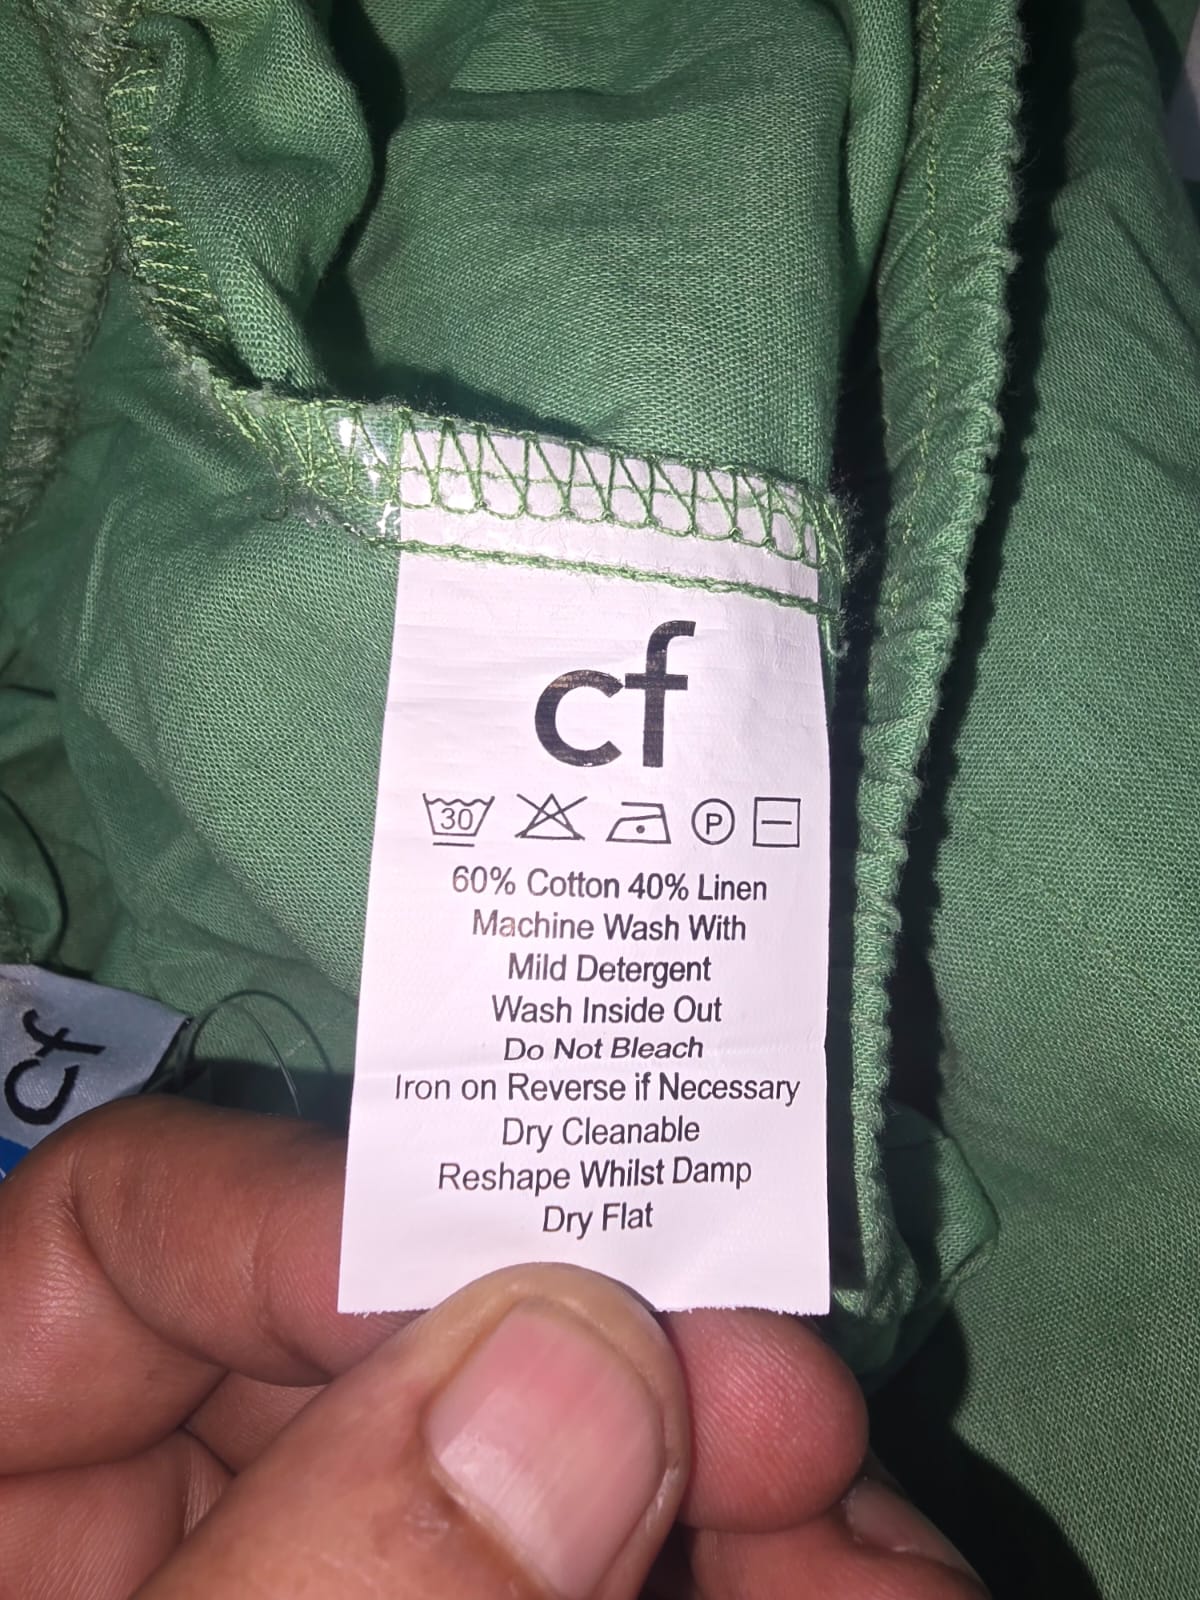 cf
30 P
60% Cotton 40% Linen
Machine Wash With
Mild Detergent
Wash Inside Out
Do Not Bleach
Iron on Reverse if Necessary
Dry Cleanable
Reshape Whilst Damp
Dry Flat
cf